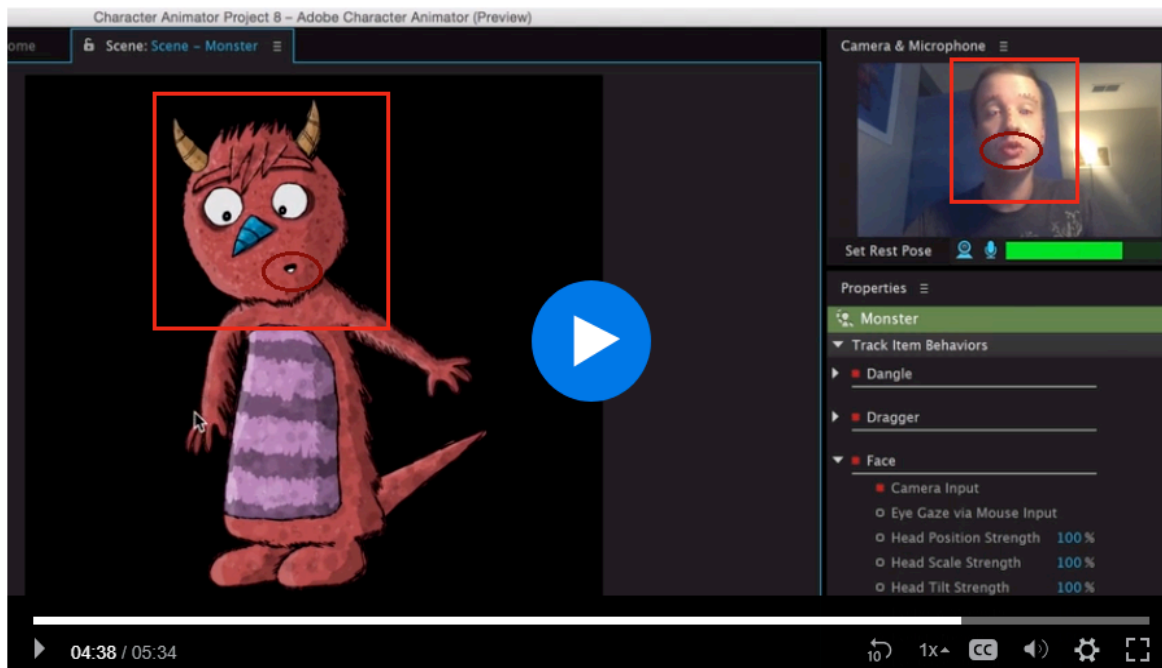 Character Animator Project 8 – Adobe Character Animator (Preview)
ome
Scene: Scene – Monster
Camera & Microphone
Set Rest Pose
Properties
Monster
Track Item Behaviors
Dangle
Dragger
Face
Camera Input
Eye Gaze via Mouse Input
Head Position Strength 100 %
Head Scale Strength 100 %
Head Tilt Strength 100 %
04:38 / 05:34
10
1x
CC